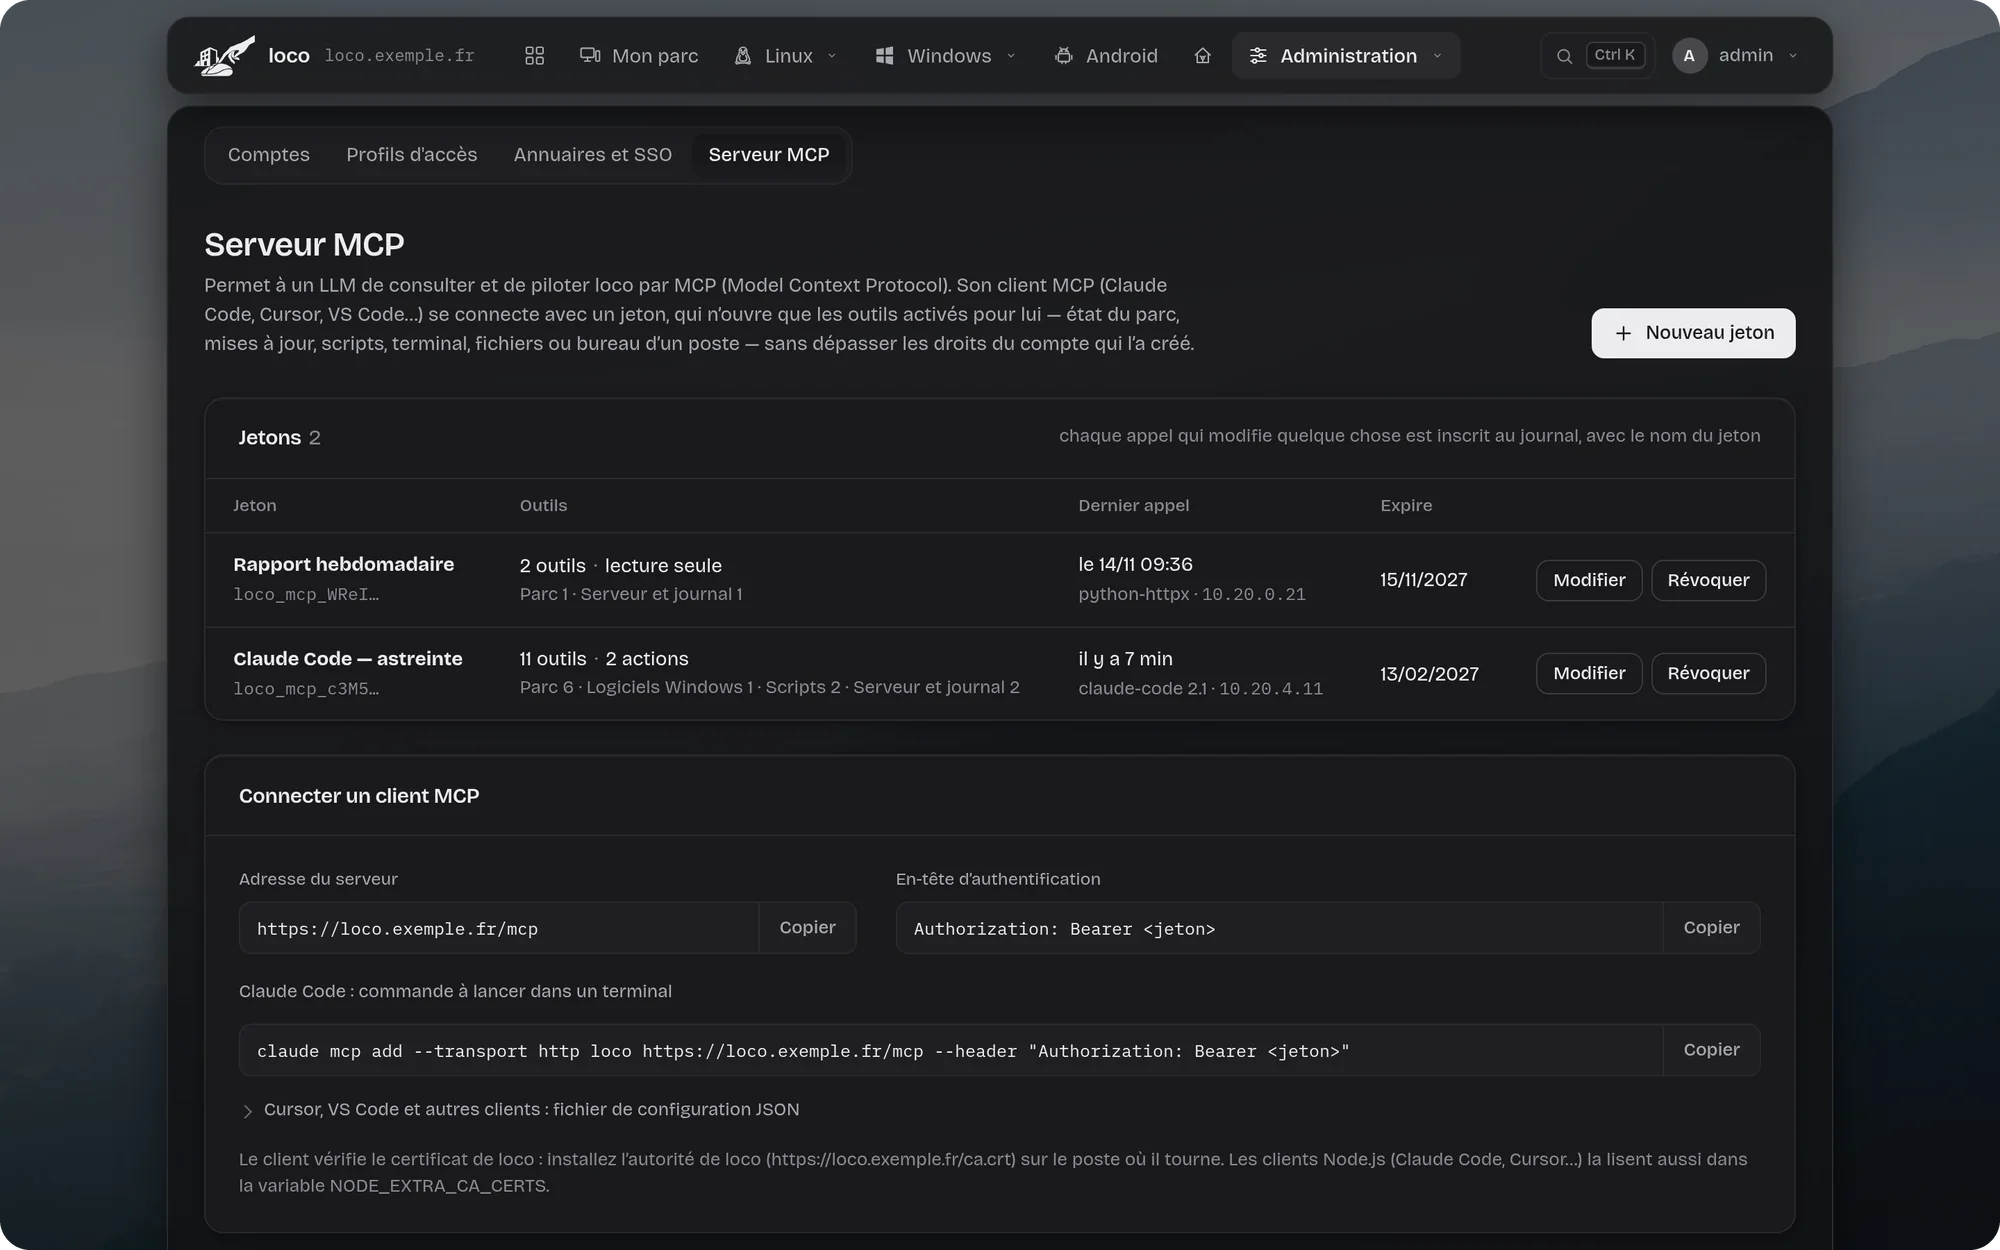 loco loco.exemple.fr Mon parc Linux Windows Android Administration Ctrl K A admin
Comptes Profils d'accès Annuaires et SSO Serveur MCP
Serveur MCP
Permet à un LLM de consulter et de piloter loco par MCP (Model Context Protocol). Son client MCP (Claude
Code, Cursor, VS Code…) se connecte avec un jeton, qui n’ouvre que les outils activés pour lui — état du parc,
mises à jour, scripts, terminal, fichiers ou bureau d’un poste — sans dépasser les droits du compte qui l’a créé.
Nouveau jeton
Jetons 2 chaque appel qui modifie quelque chose est inscrit au journal, avec le nom du jeton
Jeton Outils Dernier appel Expire
Rapport hebdomadaire 2 outils · lecture seule le 14/11 09:36 15/11/2027 Modifier Révoquer
loco_mcp_WReI… Parc 1 · Serveur et journal 1 python-httpx · 10.20.0.21
Claude Code — astreinte 11 outils · 2 actions il y a 7 min 13/02/2027 Modifier Révoquer
loco_mcp_c3M5… Parc 6 · Logiciels Windows 1 · Scripts 2 · Serveur et journal 2 claude-code 2.1 · 10.20.4.11
Connecter un client MCP
Adresse du serveur En-tête d’authentification
https://loco.exemple.fr/mcp Copier Authorization: Bearer <jeton> Copier
Claude Code : commande à lancer dans un terminal
claude mcp add --transport http loco https://loco.exemple.fr/mcp --header "Authorization: Bearer <jeton>" Copier
Cursor, VS Code et autres clients : fichier de configuration JSON
Le client vérifie le certificat de loco : installez l’autorité de loco (https://loco.exemple.fr/ca.crt) sur le poste où il tourne. Les clients Node.js (Claude Code, Cursor…) la lisent aussi dans
la variable NODE_EXTRA_CA_CERTS.